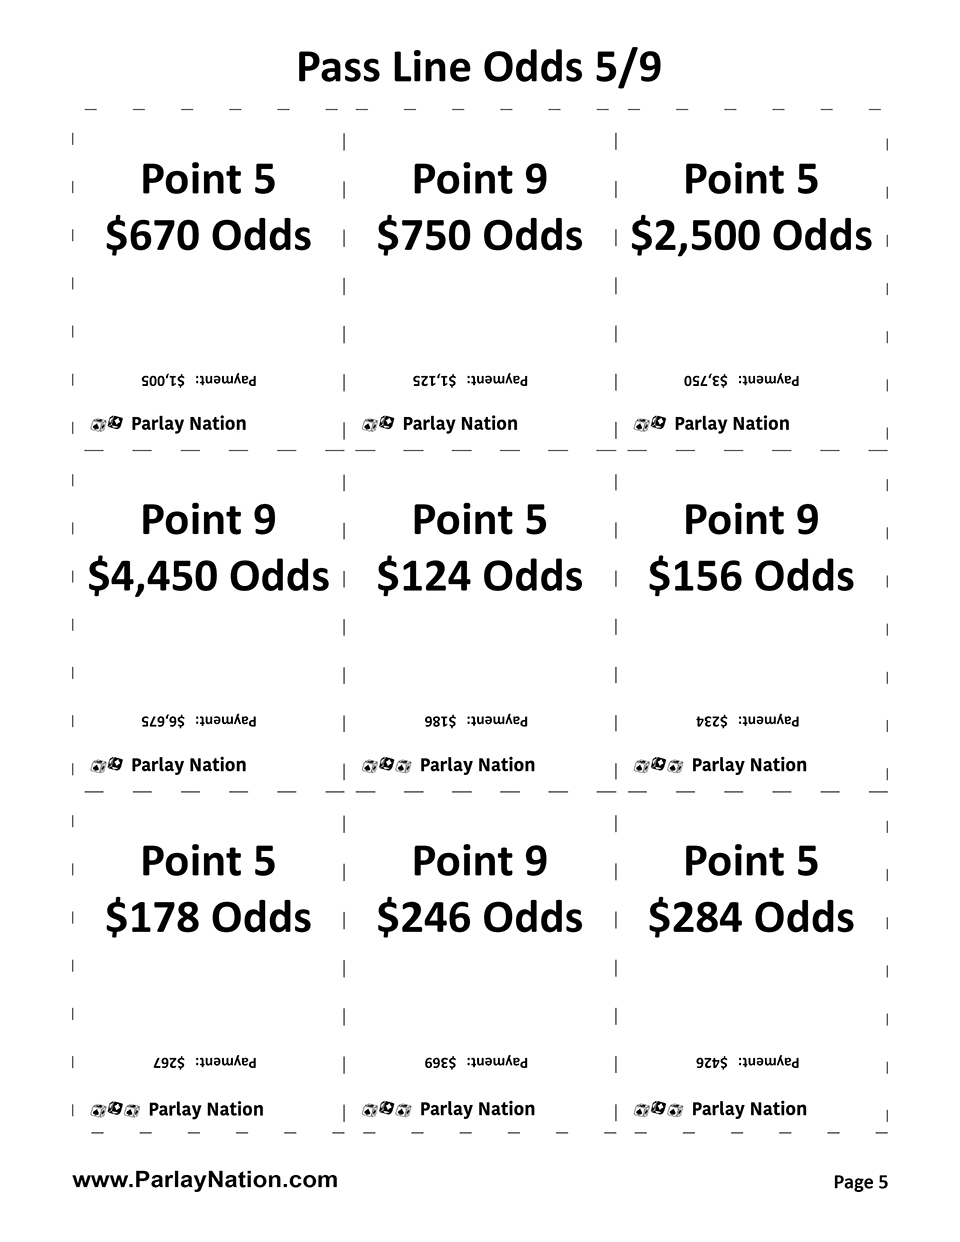 Pass Line Odds 5/9
Point 5
$670 Odds
Payment: $1,005
Parlay Nation
Point 9
$750 Odds
Payment: $1,125
Parlay Nation
Point 5
$2,500 Odds
Payment: $3,750
Parlay Nation
Point 9
$4,450 Odds
Payment: $6,675
Parlay Nation
Point 5
$124 Odds
Payment: $186
Parlay Nation
Point 9
$156 Odds
Payment: $234
Parlay Nation
Point 5
$178 Odds
Payment: $267
Parlay Nation
Point 9
$246 Odds
Payment: $369
Parlay Nation
Point 5
$284 Odds
Payment: $426
Parlay Nation
www.ParlayNation.com
Page 5